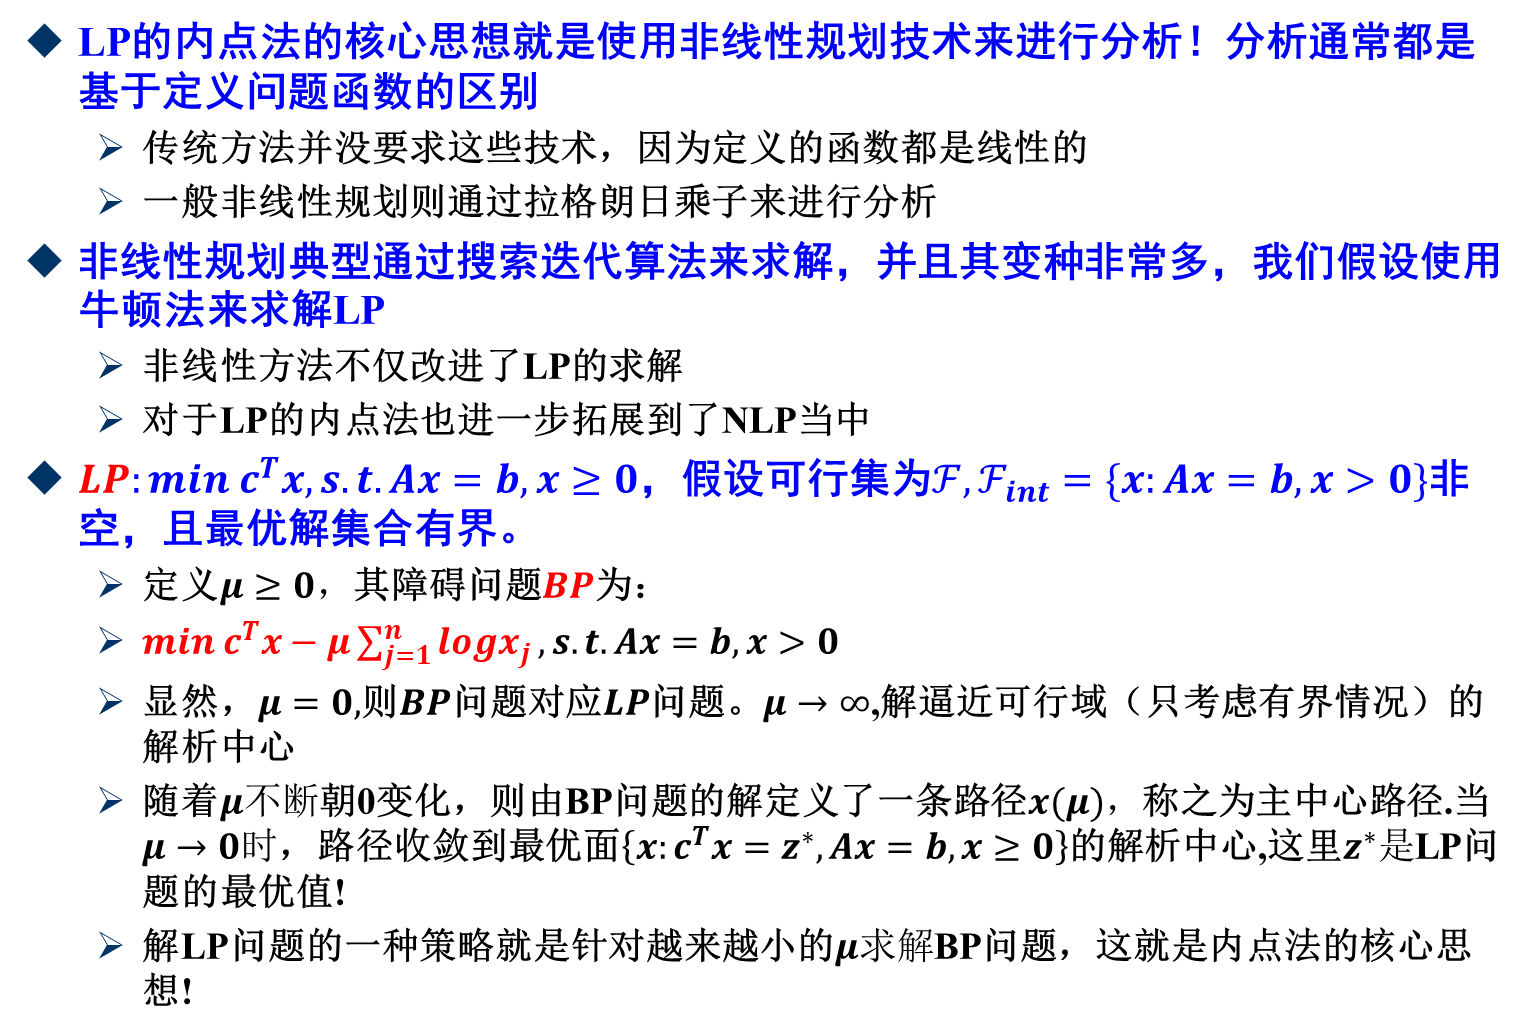 LP的内点法的核心思想就是使用非线性规划技术来进行分析！分析通常都是
基于定义问题函数的区别
传统方法并没要求这些技术，因为定义的函数都是线性的
一般非线性规划则通过拉格朗日乘子来进行分析
非线性规划典型通过搜索迭代算法来求解，并且其变种非常多，我们假设使用
牛顿法来求解LP
非线性方法不仅改进了LP的求解
对于LP的内点法也进一步拓展到了NLP当中
LP: min c^T x, s.t. Ax = b, x ≥ 0，假设可行集为ℱ, ℱ_int = {x: Ax = b, x > 0}非
空，且最优解集合有界。
定义μ ≥ 0，其障碍问题BP为：
min c^T x − μ ∑_{j=1}^n log x_j , s.t. Ax = b, x > 0
显然，μ = 0,则BP问题对应LP问题。μ → ∞,解逼近可行域（只考虑有界情况）的
解析中心
随着μ不断朝0变化，则由BP问题的解定义了一条路径x(μ)，称之为主中心路径.当
μ → 0时，路径收敛到最优面{x: c^T x = z*, Ax = b, x ≥ 0}的解析中心,这里z*是LP问
题的最优值!
解LP问题的一种策略就是针对越来越小的μ求解BP问题，这就是内点法的核心思
想!